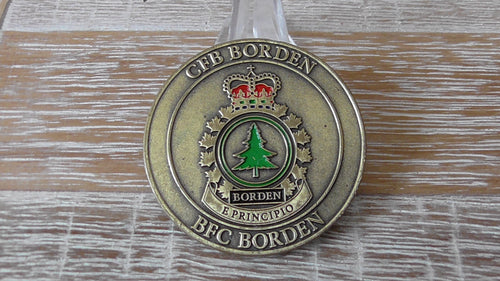 CFB BORDEN
BORDEN
E PRINCIPIO
BFC BORDEN